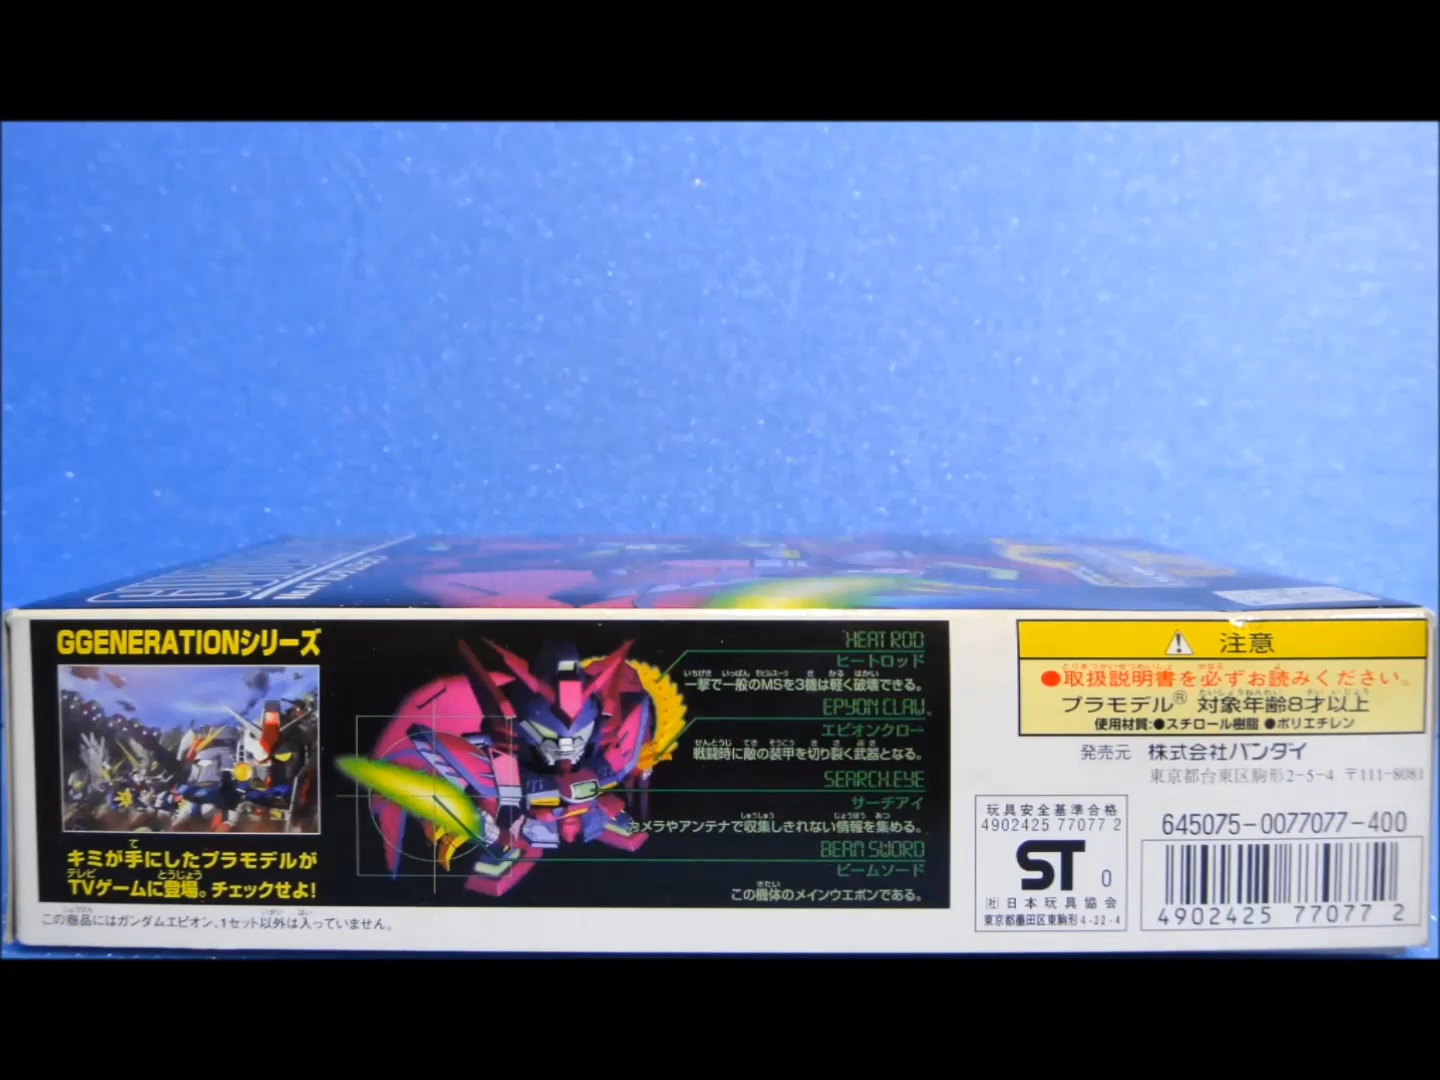 GGENERATIONシリーズ
キミが手にしたプラモデルが
TVゲームに登場。チェックせよ!
この商品にはガンダムエピオン、1セット以外は入っていません。
HEAT ROD
ヒートロッド
一撃で一般のMSを3機は軽く破壊できる。
EPYON CLAW.
エピオンクロー
戦闘時に敵の装甲を切り裂く武器となる。
SEARCH.EYE
サーチアイ
カメラやアンテナで収集しきれない情報を集める。
BEAM SWORD
ビームソード
この機体のメインウエポンである。
注意
●取扱説明書を必ずお読みください。
プラモデル® 対象年齢8才以上
使用材質:●スチロール樹脂 ●ポリエチレン
発売元 株式会社バンダイ
東京都台東区駒形2-5-4 〒111-8081
玩具安全基準合格
4902425 77077 2
ST 0
(社)日本玩具協会
東京都墨田区東駒形4-22-4
645075-0077077-400
4902425 77077 2